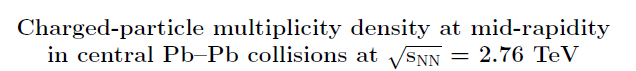 Charged-particle multiplicity density at mid-rapidity
in central Pb–Pb collisions at √sNN = 2.76 TeV